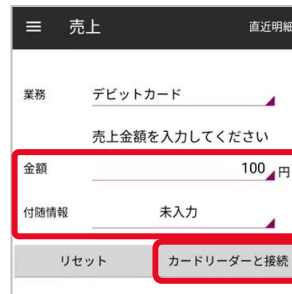 売上 直近明細
業務 デビットカード
売上金額を入力してください
金額 100 円
付随情報 未入力
リセット カードリーダーと接続